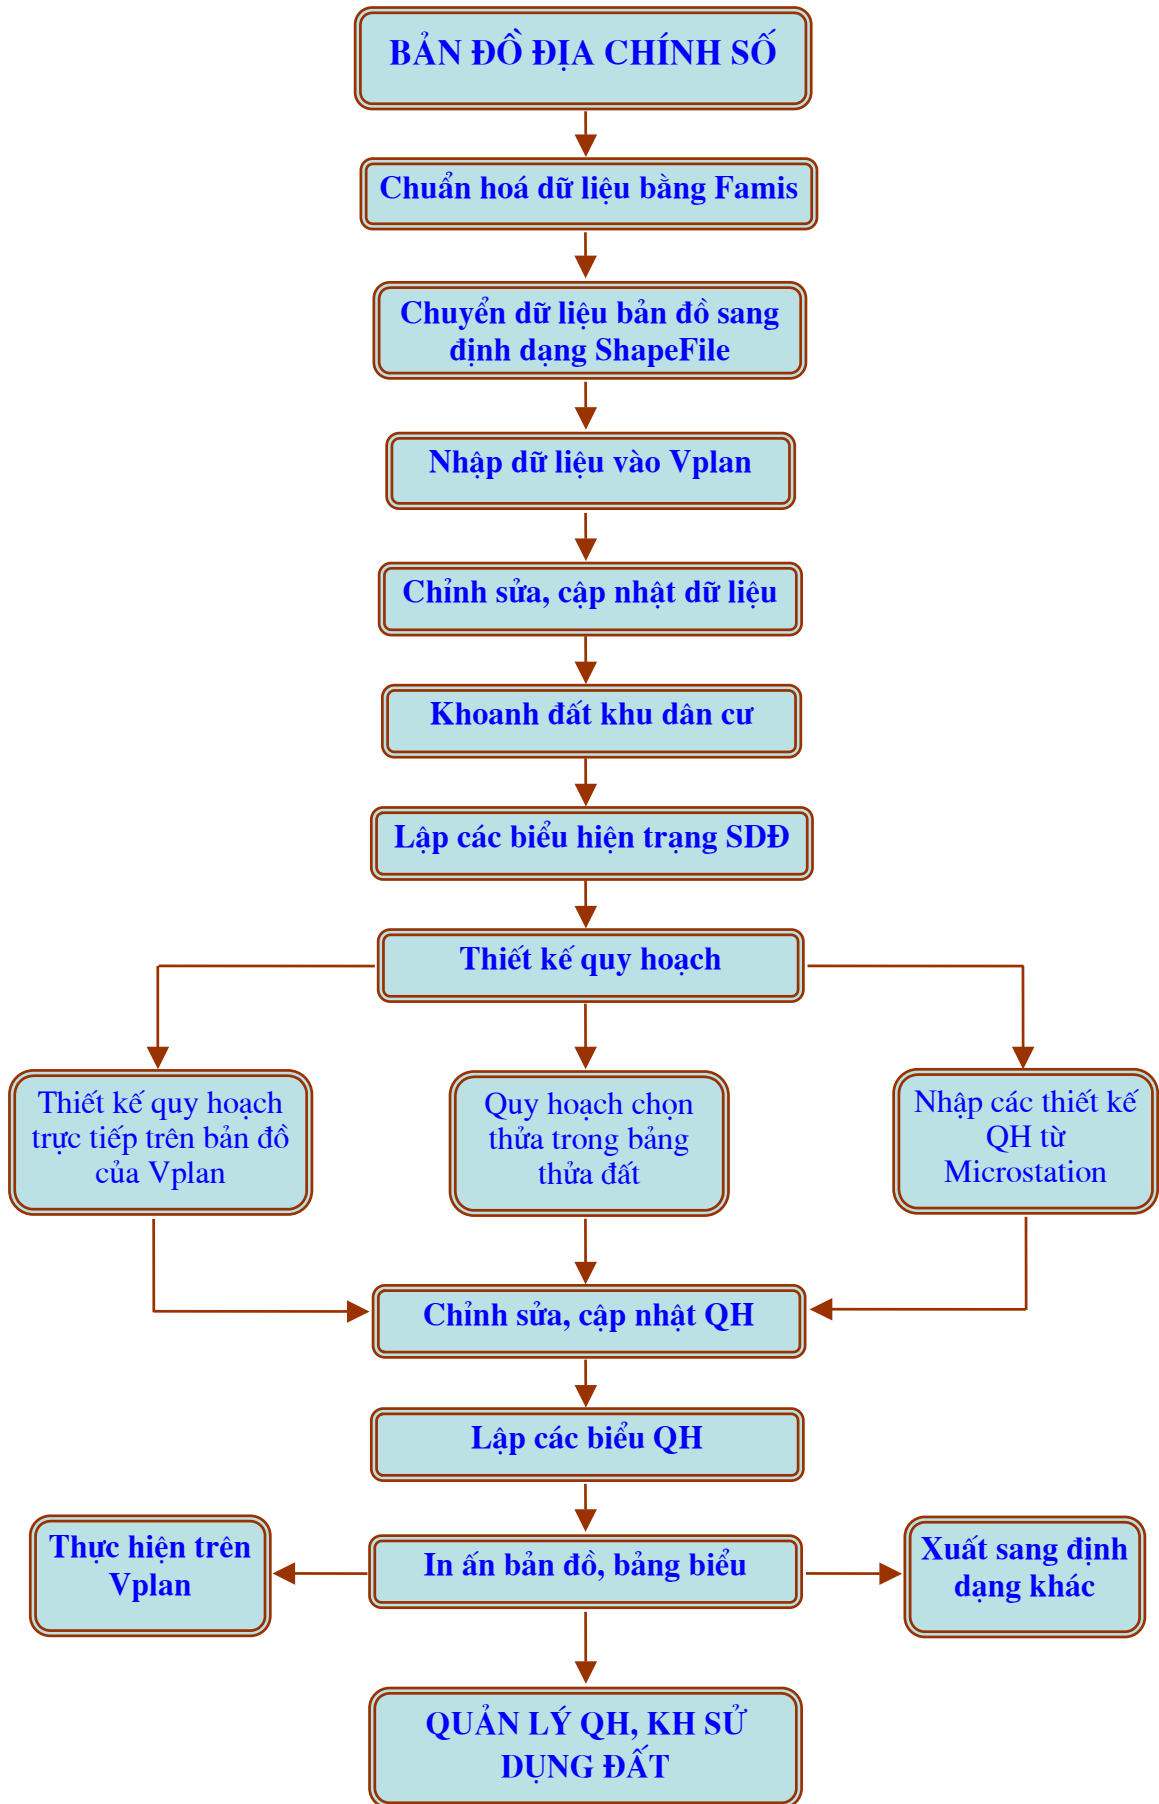 BẢN ĐỒ ĐỊA CHÍNH SỐ
Chuẩn hoá dữ liệu bằng Famis
Chuyển dữ liệu bản đồ sang
định dạng ShapeFile
Nhập dữ liệu vào Vplan
Chỉnh sửa, cập nhật dữ liệu
Khoanh đất khu dân cư
Lập các biểu hiện trạng SDĐ
Thiết kế quy hoạch
Thiết kế quy hoạch
trực tiếp trên bản đồ
của Vplan
Quy hoạch chọn
thửa trong bảng
thửa đất
Nhập các thiết kế
QH từ
Microstation
Chỉnh sửa, cập nhật QH
Lập các biểu QH
Thực hiện trên
Vplan
In ấn bản đồ, bảng biểu
Xuất sang định
dạng khác
QUẢN LÝ QH, KH SỬ
DỤNG ĐẤT